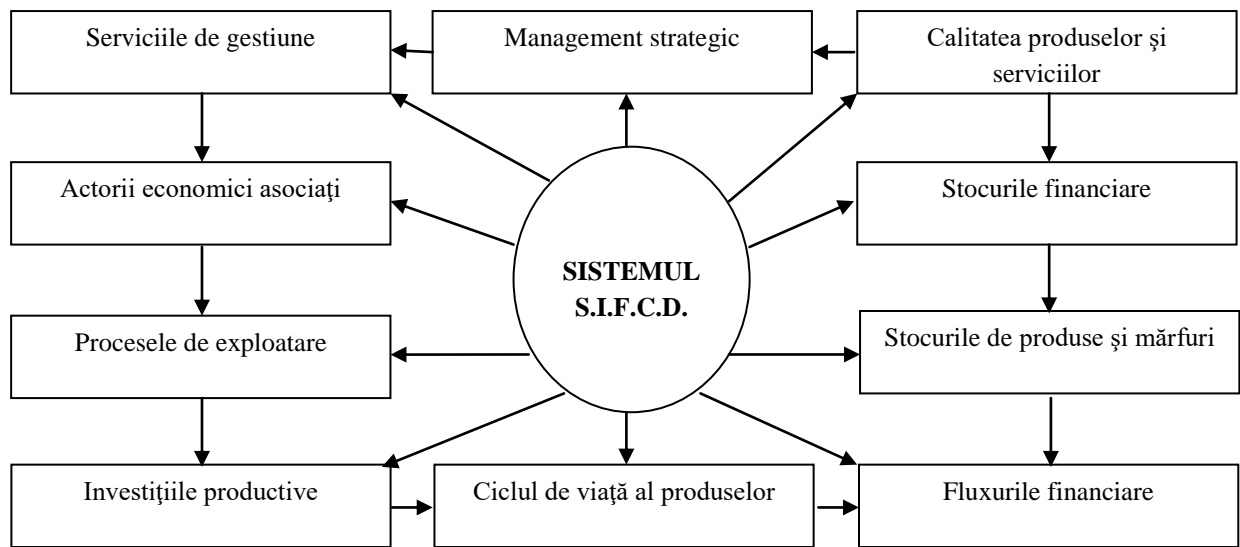 Serviciile de gestiune
Management strategic
Calitatea produselor şi
serviciilor
Actorii economici asociaţi
Stocurile financiare
SISTEMUL
S.I.F.C.D.
Procesele de exploatare
Stocurile de produse şi mărfuri
Investiţiile productive
Ciclul de viaţă al produselor
Fluxurile financiare